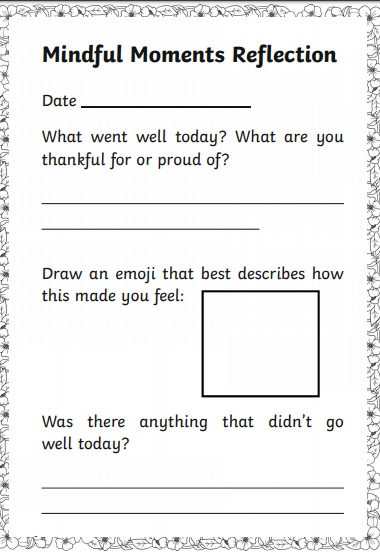 Mindful Moments Reflection
Date
What went well today? What are you
thankful for or proud of?
Draw an emoji that best describes how
this made you feel:
Was there anything that didn't go
well today?